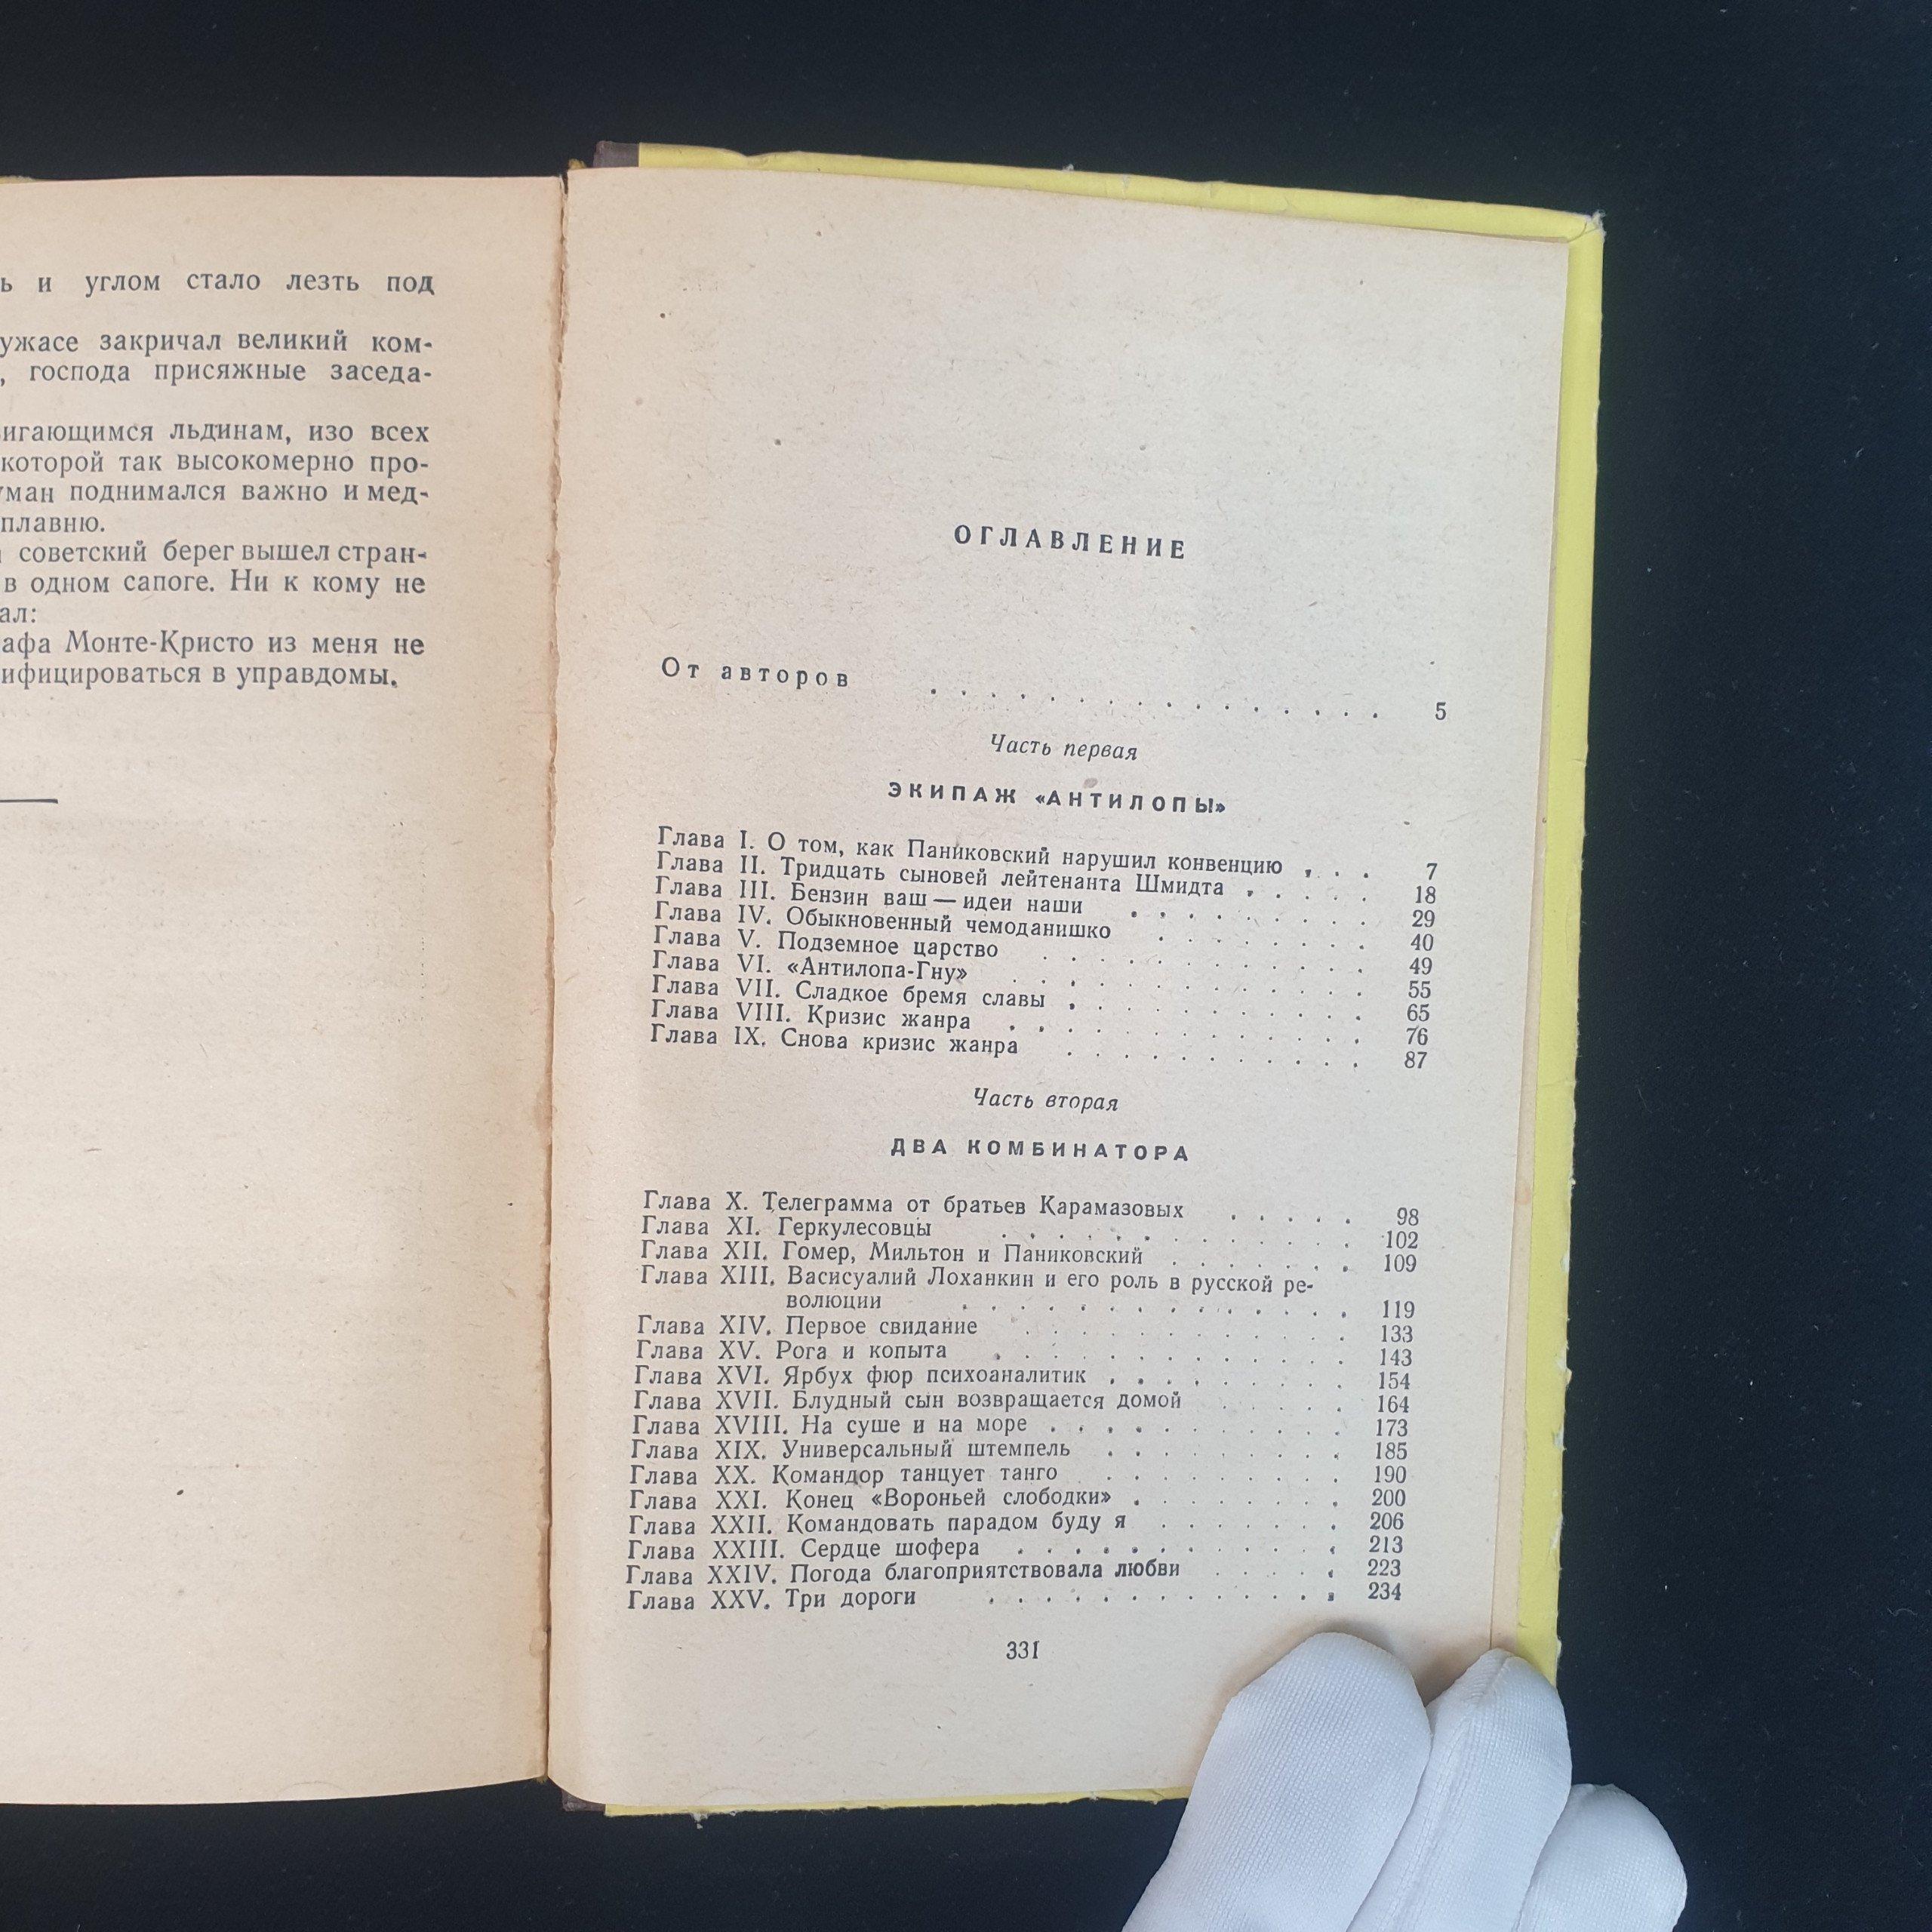 и углом стало лезть под
ужасе закричал великий ком-
, господа присяжные заседа-
льдинам, изо всех
которой так высокомерно про-
поднимался важно и мед-
плавню.
советский берег вышел стран-
в одном сапоге. Ни к кому не
Монте-Кристо из меня не
в управдомы.
ОГЛАВЛЕНИЕ
От авторов . . . . . . . . . . . . . . . . 5
Часть первая
ЭКИПАЖ «АНТИЛОПЫ»
Глава I. О том, как Паниковский нарушил конвенцию . . . 7
Глава II. Тридцать сыновей лейтенанта Шмидта . . . . . 18
Глава III. Бензин ваш — идеи наши . . . . . . . . . 29
Глава IV. Обыкновенный чемоданишко . . . . . . . . 40
Глава V. Подземное царство . . . . . . . . . . . . 49
Глава VI. «Антилопа-Гну» . . . . . . . . . . . . . 55
Глава VII. Сладкое бремя славы . . . . . . . . . . . 65
Глава VIII. Кризис жанра . . . . . . . . . . . . . 76
Глава IX. Снова кризис жанра . . . . . . . . . . . 87
Часть вторая
ДВА КОМБИНАТОРА
Глава X. Телеграмма от братьев Карамазовых . . . . . 98
Глава XI. Геркулесовцы . . . . . . . . . . . . . 102
Глава XII. Гомер, Мильтон и Паниковский . . . . . . . 109
Глава XIII. Васисуалий Лоханкин и его роль в русской ре-
волюции . . . . . . . . . . . . . . 119
Глава XIV. Первое свидание . . . . . . . . . . . . 133
Глава XV. Рога и копыта . . . . . . . . . . . . . 143
Глава XVI. Ярбух фюр психоаналитик . . . . . . . . . 154
Глава XVII. Блудный сын возвращается домой . . . . . 164
Глава XVIII. На суше и на море . . . . . . . . . . . 173
Глава XIX. Универсальный штемпель . . . . . . . . . 185
Глава XX. Командор танцует танго . . . . . . . . . 190
Глава XXI. Конец «Вороньей слободки» . . . . . . . . 200
Глава XXII. Командовать парадом буду я . . . . . . . 206
Глава XXIII. Сердце шофера . . . . . . . . . . . . 213
Глава XXIV. Погода благоприятствовала любви . . . . . 223
Глава XXV. Три дороги . . . . . . . . . . . . . 234
331